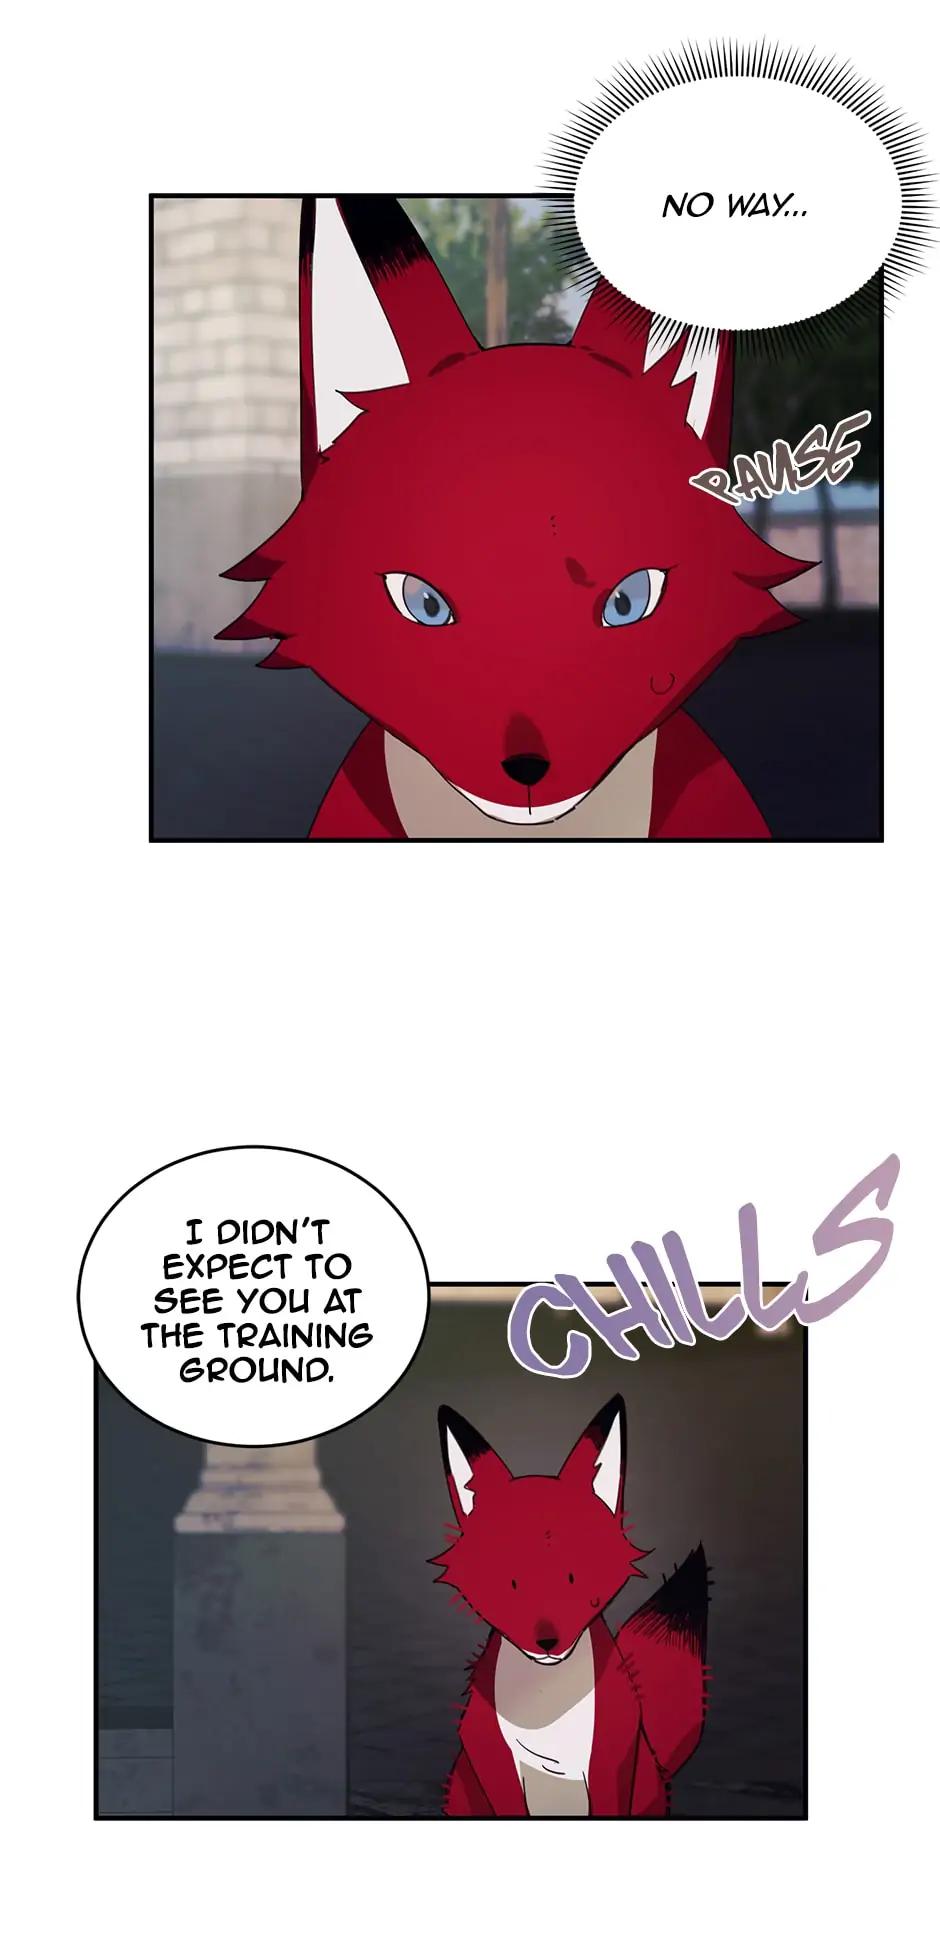 NO WAY...
PAUSE
CHILLS
I DIDN'T
EXPECT TO
SEE YOU AT
THE TRAINING
GROUND.